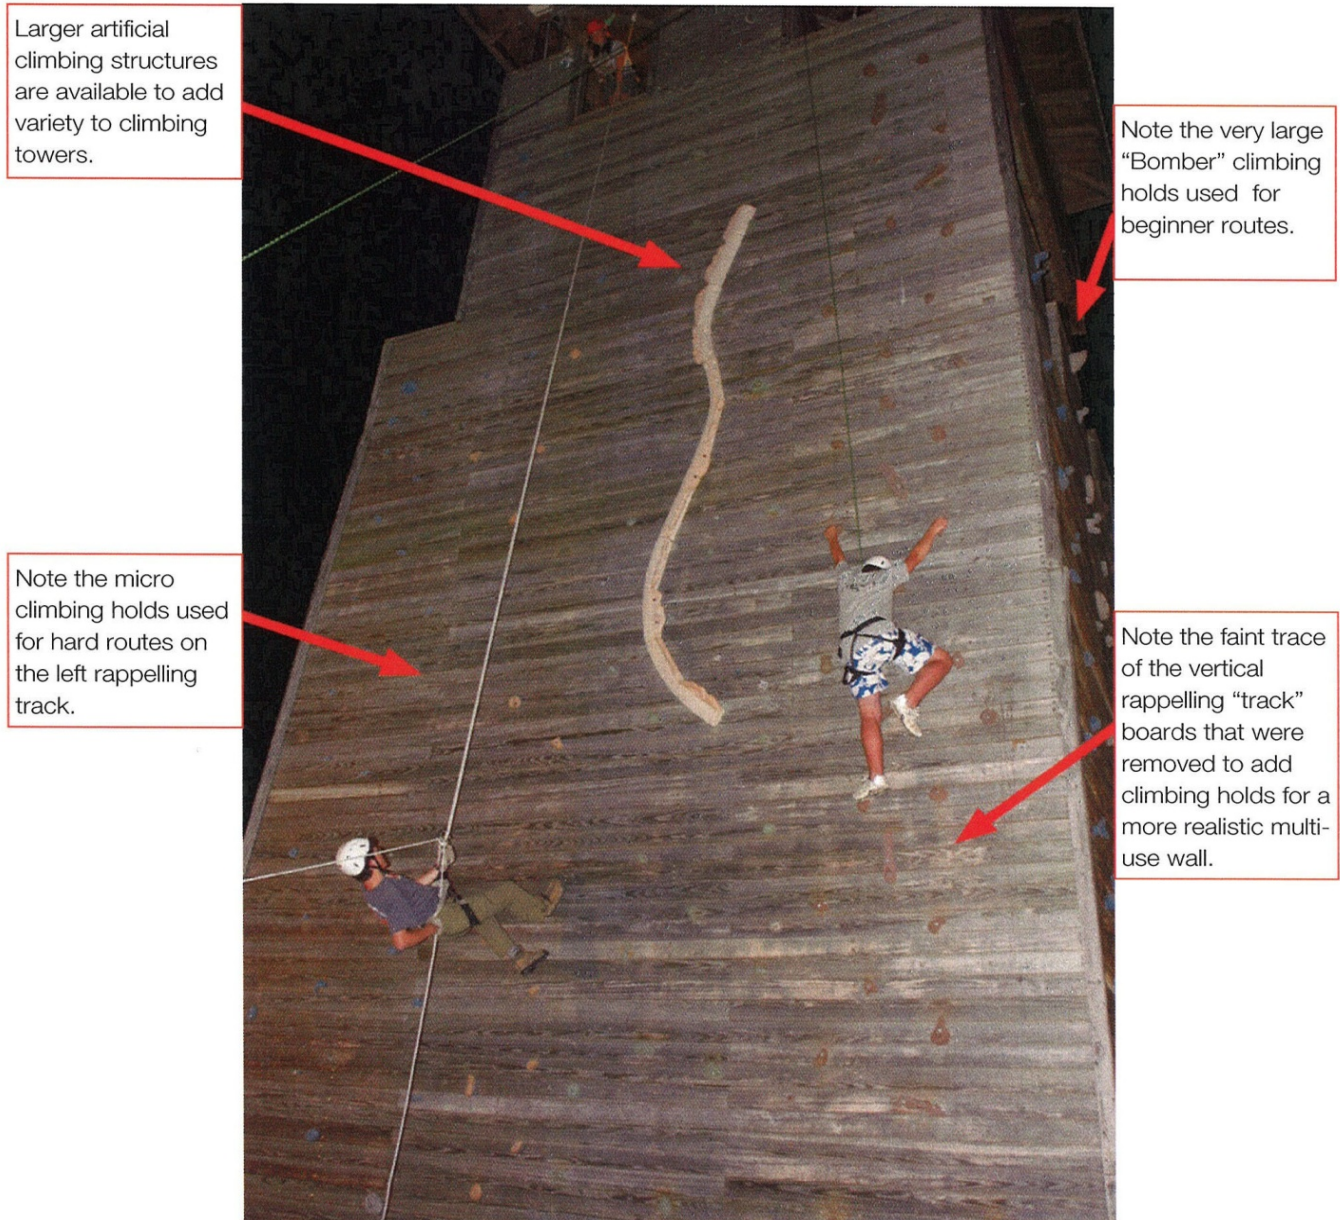 Larger artificial
climbing structures
are available to add
variety to climbing
towers.
Note the very large
“Bomber” climbing
holds used for
beginner routes.
Note the micro
climbing holds used
for hard routes on
the left rappelling
track.
Note the faint trace
of the vertical
rappelling “track”
boards that were
removed to add
climbing holds for a
more realistic multi-
use wall.